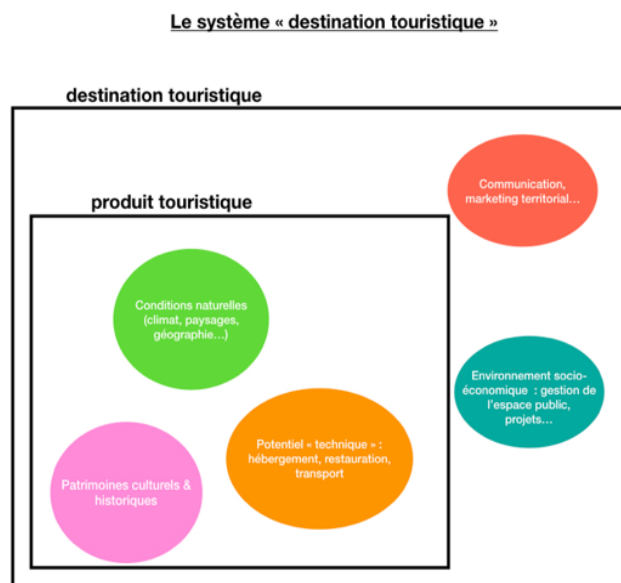 Le système « destination touristique »
destination touristique
Communication,
marketing territorial...
produit touristique
Conditions naturelles
(climat, paysages,
géographie...)
Environnement socio-
économique : gestion de
l'espace public,
projets...
Potentiel « technique » :
hébergement, restauration,
transport
Patrimoines culturels &
historiques